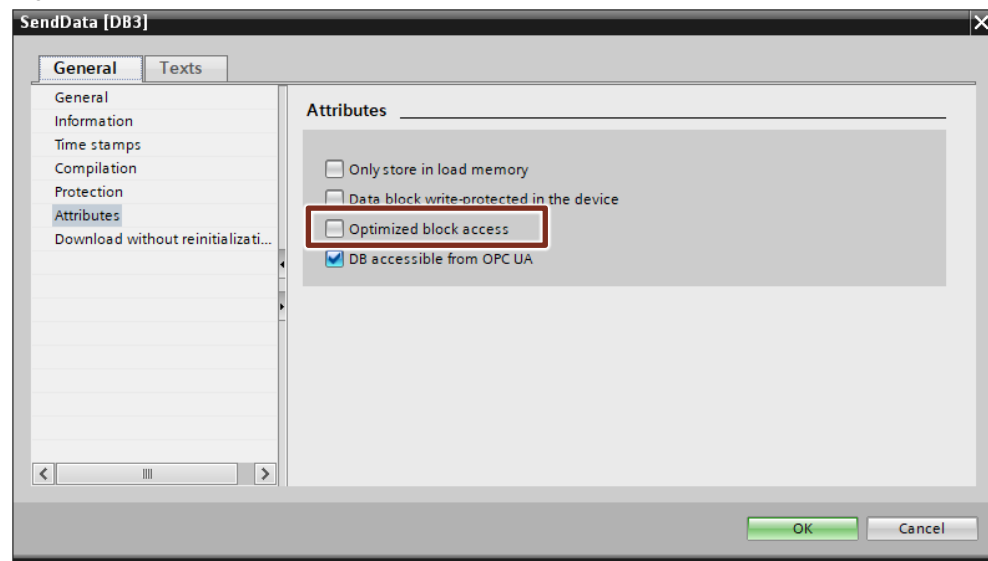 SendData [DB3]
General Texts
General
Information
Time stamps
Compilation
Protection
Attributes
Download without reinitializati...
Attributes
Only store in load memory
Data block write-protected in the device
Optimized block access
DB accessible from OPC UA
OK Cancel